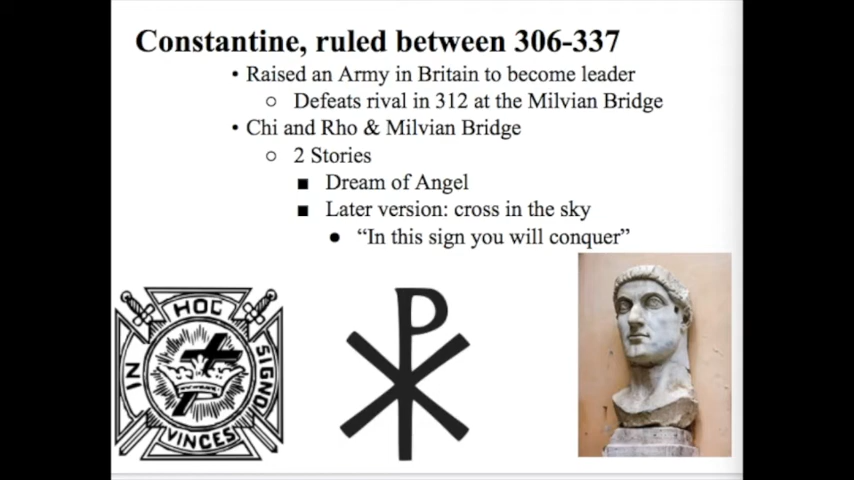 Constantine, ruled between 306-337
• Raised an Army in Britain to become leader
○ Defeats rival in 312 at the Milvian Bridge
• Chi and Rho & Milvian Bridge
○ 2 Stories
■ Dream of Angel
■ Later version: cross in the sky
● “In this sign you will conquer”
IN
HOC
SIGNO
VINCES